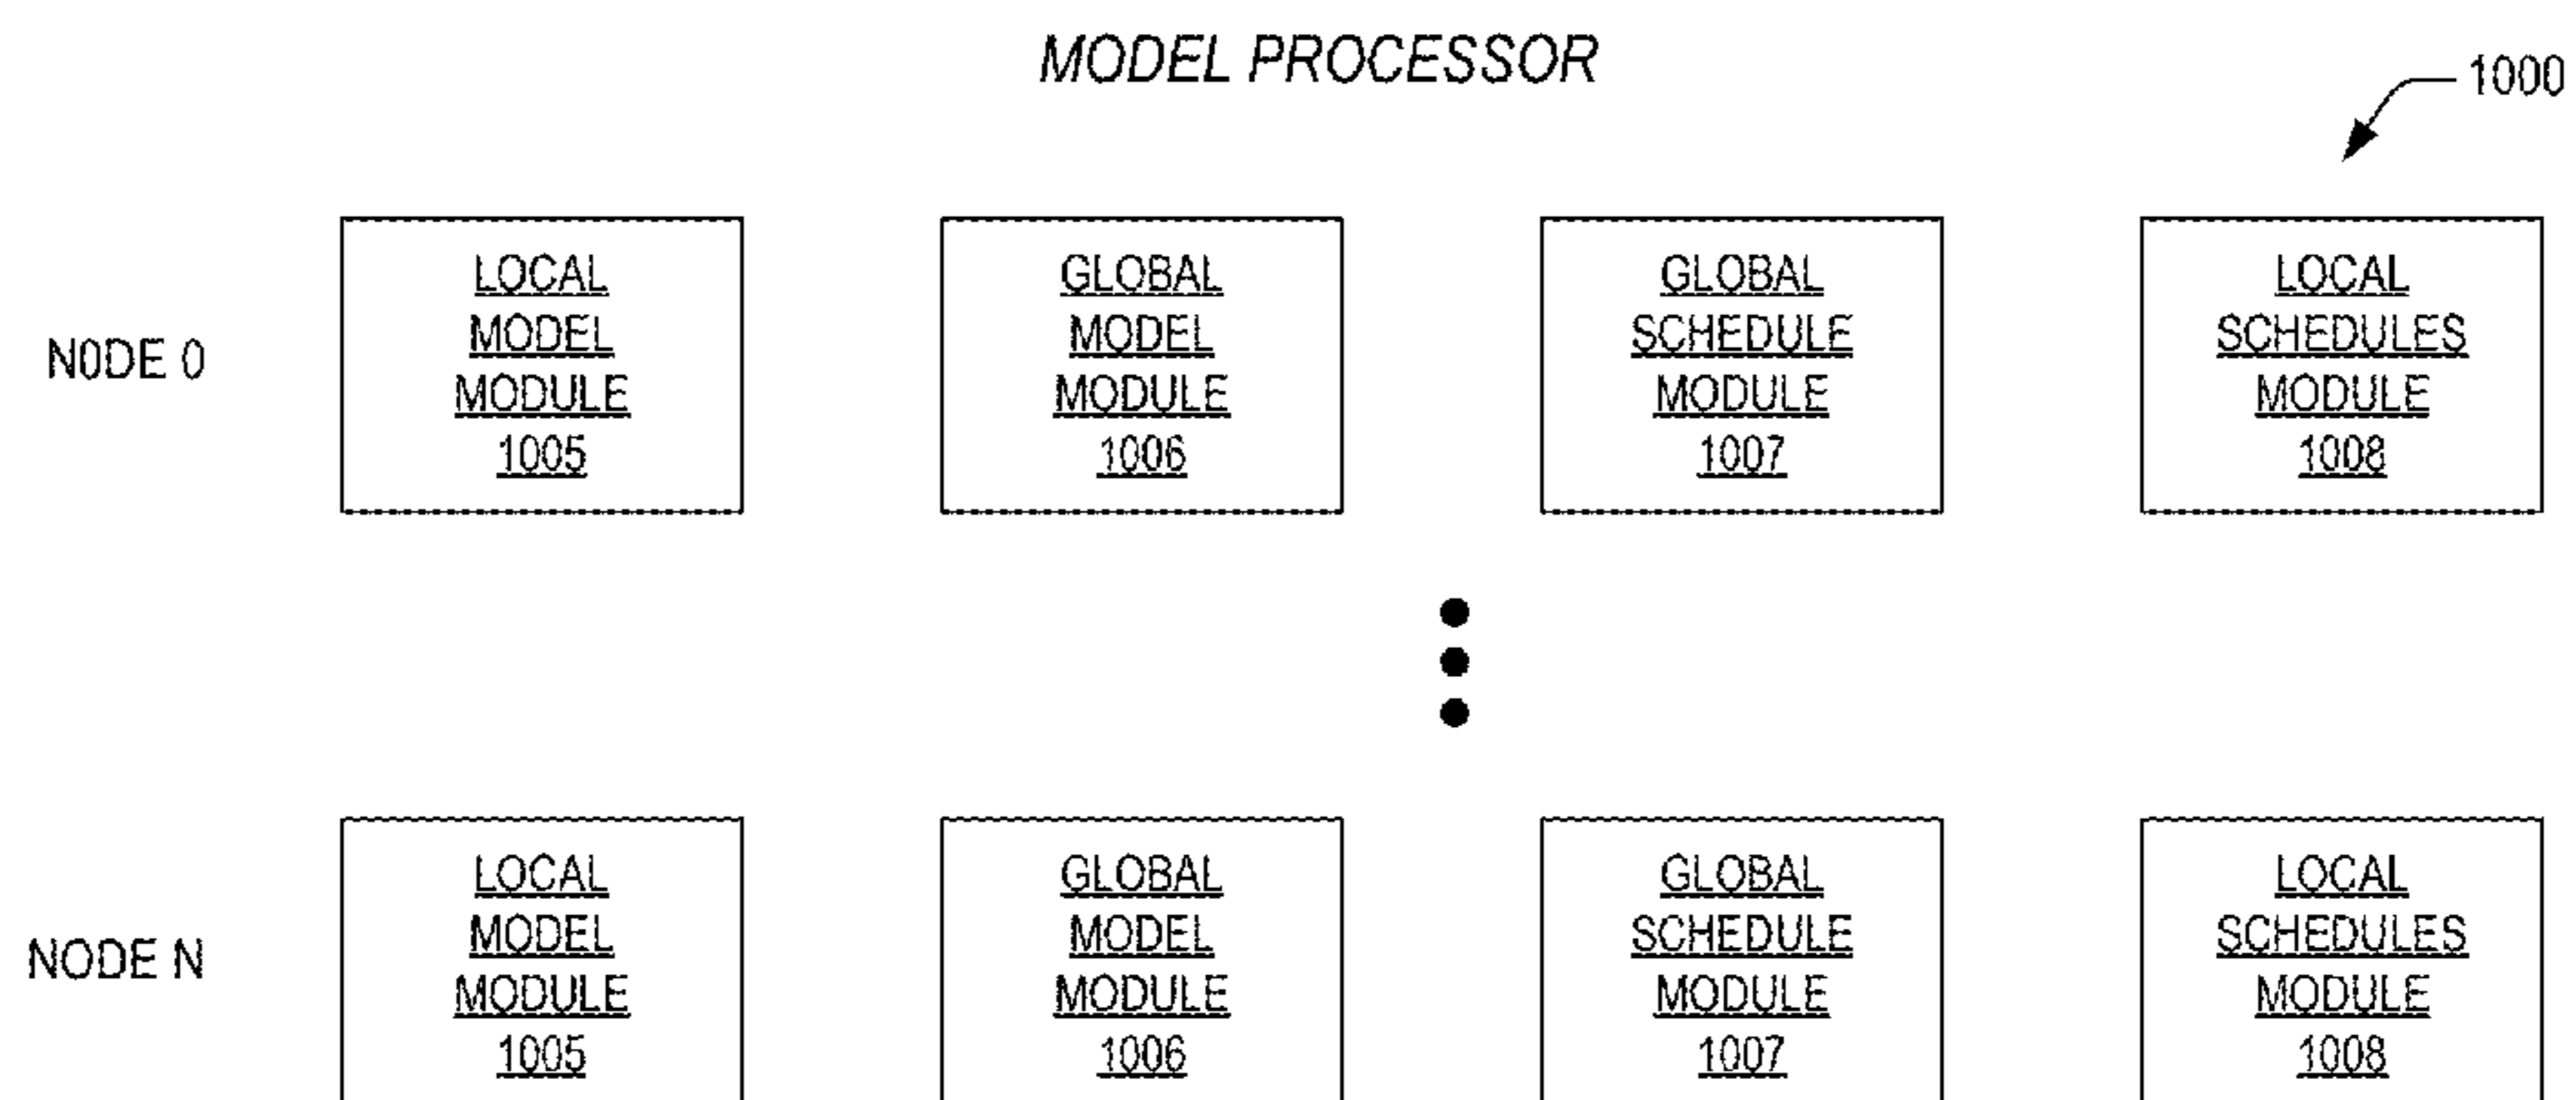 MODEL PROCESSOR
1000
NODE 0
LOCAL
MODEL
MODULE
1005
GLOBAL
MODEL
MODULE
1006
GLOBAL
SCHEDULE
MODULE
1007
LOCAL
SCHEDULES
MODULE
1008
NODE N
LOCAL
MODEL
MODULE
1005
GLOBAL
MODEL
MODULE
1006
GLOBAL
SCHEDULE
MODULE
1007
LOCAL
SCHEDULES
MODULE
1008